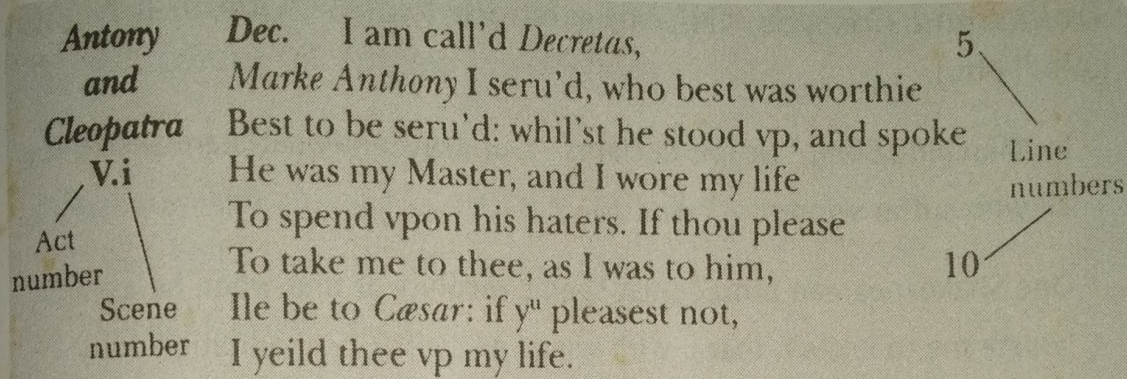 Antony
and
Cleopatra
V.i
Act
number
Scene
number
Dec. I am call'd Decretas,
Marke Anthony I seru'd, who best was worthie
Best to be seru'd: whil'st he stood vp, and spoke
He was my Master, and I wore my life
To spend vpon his haters. If thou please
To take me to thee, as I was to him,
Ile be to Cæsar: if yᵘ pleasest not,
I yeild thee vp my life.
5
Line
numbers
10